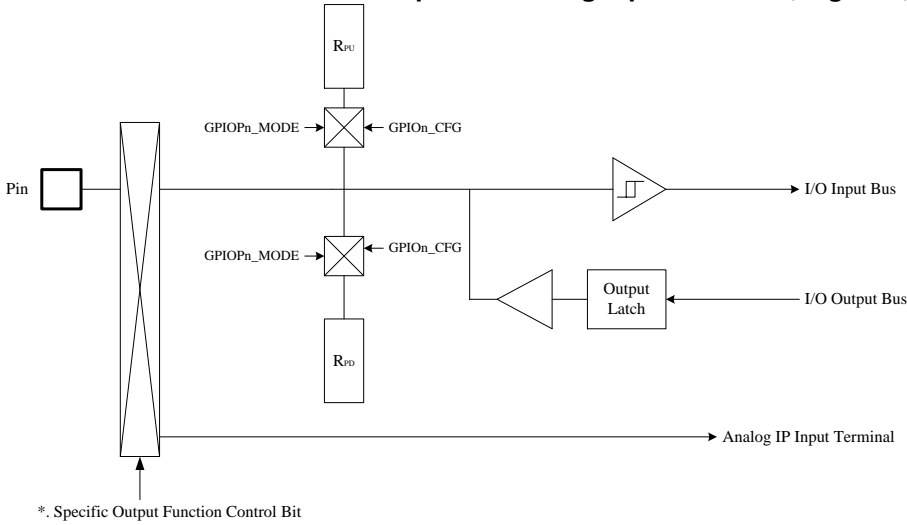 RPU
GPIOPn_MODE
GPIOn_CFG
Pin
I/O Input Bus
GPIOPn_MODE
GPIOn_CFG
Output
Latch
I/O Output Bus
RPD
Analog IP Input Terminal
*. Specific Output Function Control Bit